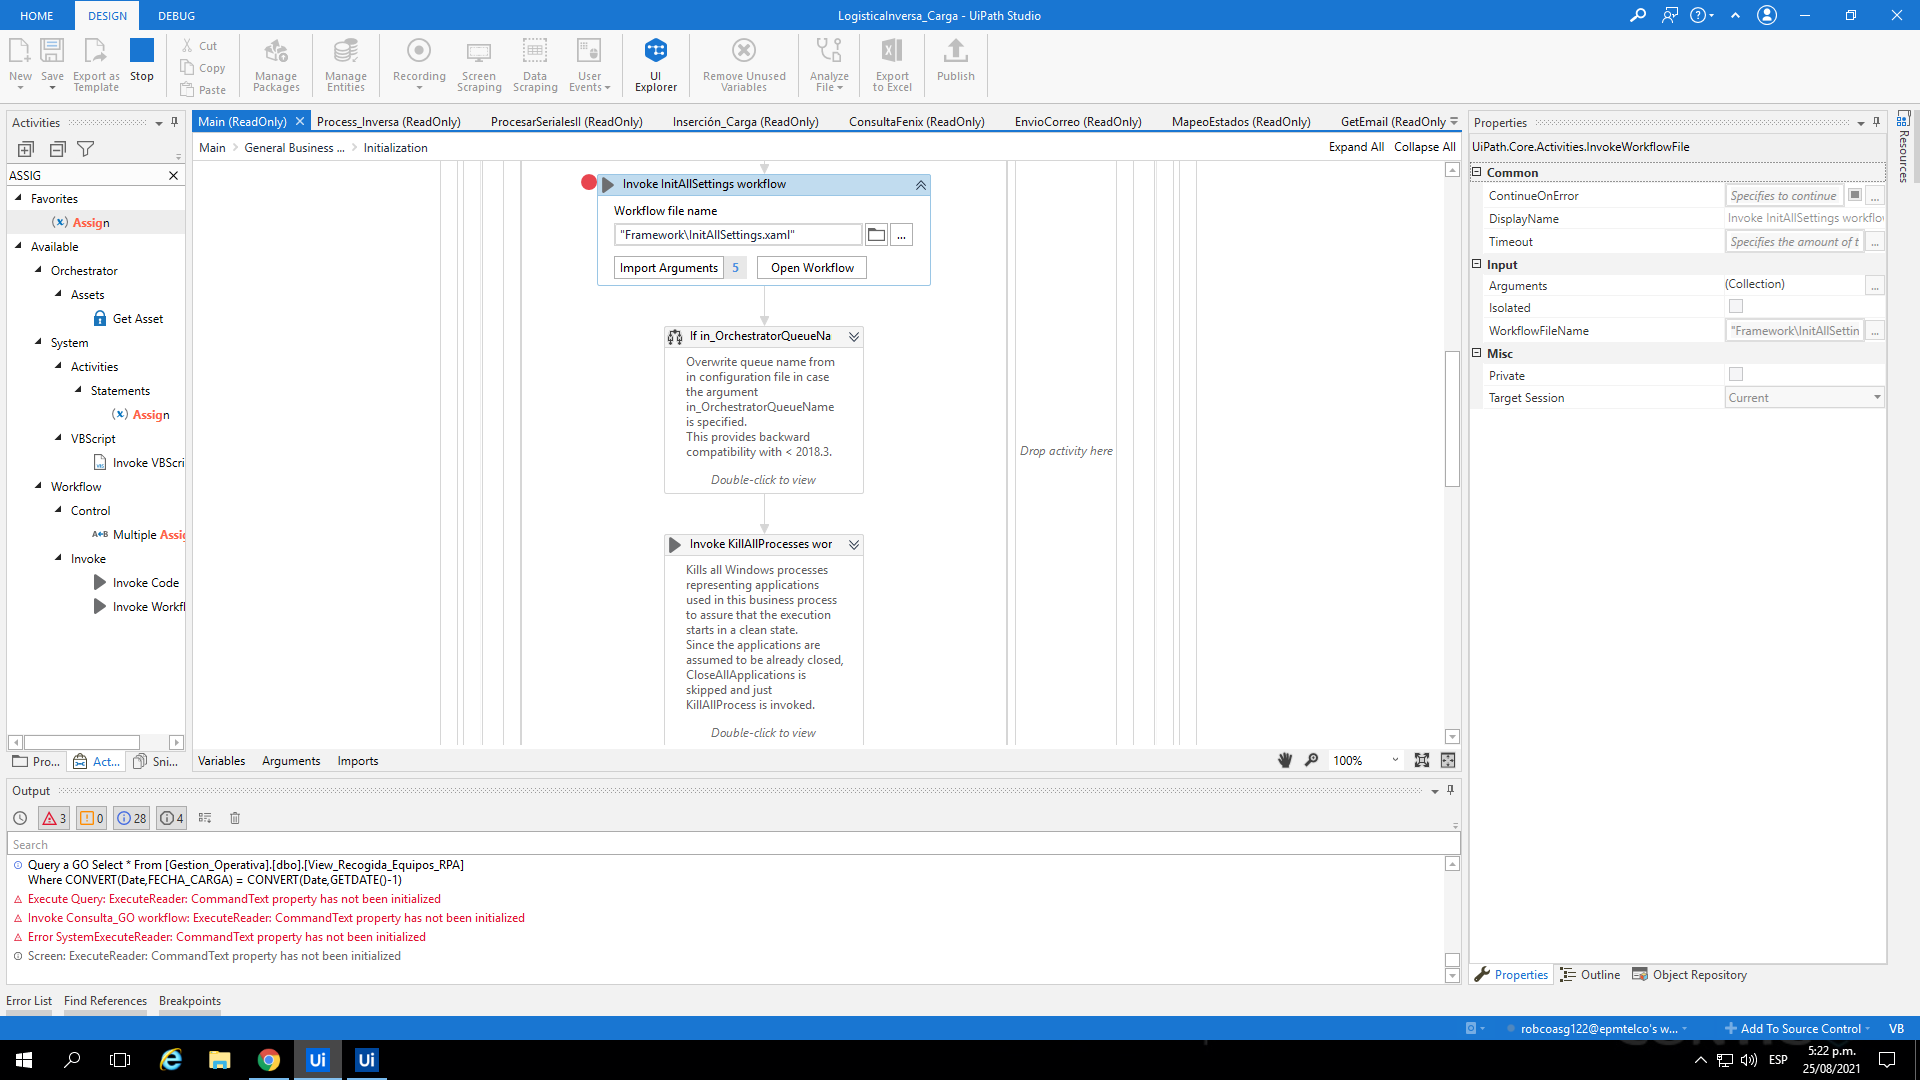 HOME
DESIGN
DEBUG
LogisticaInversa_Carga - UiPath Studio
New
Save
Export as
Template
Stop
Cut
Copy
Paste
Manage
Packages
Manage
Entities
Recording
Screen
Scraping
Data
Scraping
User
Events
UI
Explorer
Remove Unused
Variables
Analyze
File
Export
to Excel
Publish
Activities
Main (ReadOnly)
Process_Inversa (ReadOnly)
ProcesarSerialesII (ReadOnly)
Inserción_Carga (ReadOnly)
ConsultaFenix (ReadOnly)
EnvioCorreo (ReadOnly)
MapeoEstados (ReadOnly)
GetEmail (ReadOnly
Main > General Business ... > Initialization
Expand All
Collapse All
ASSIG
Favorites
Assign
Available
Orchestrator
Assets
Get Asset
System
Activities
Statements
Assign
VBScript
Invoke VBScri
Workflow
Control
A+B Multiple Assig
Invoke
Invoke Code
Invoke Workfl
Invoke InitAllSettings workflow
Workflow file name
"Framework\InitAllSettings.xaml"
...
Import Arguments 5
Open Workflow
If in_OrchestratorQueueNa
Overwrite queue name from
in configuration file in case
the argument
in_OrchestratorQueueName
is specified.
This provides backward
compatibility with < 2018.3.
Double-click to view
Invoke KillAllProcesses wor
Kills all Windows processes
representing applications
used in this business process
to assure that the execution
starts in a clean state.
Since the applications are
assumed to be already closed,
CloseAllApplications is
skipped and just
KillAllProcess is invoked.
Double-click to view
Drop activity here
Properties
UiPath.Core.Activities.InvokeWorkflowFile
Common
ContinueOnError
Specifies to continue
...
DisplayName
Invoke InitAllSettings workflow
Timeout
Specifies the amount of t
...
Input
Arguments
(Collection)
...
Isolated
WorkflowFileName
"Framework\InitAllSettin
...
Misc
Private
Target Session
Current
Resources
Pro...
Act...
Sni...
Variables
Arguments
Imports
100%
Output
3
0
28
4
Search
Query a GO Select * From [Gestion_Operativa].[dbo].[View_Recogida_Equipos_RPA]
Where CONVERT(Date,FECHA_CARGA) = CONVERT(Date,GETDATE()-1)
Execute Query: ExecuteReader: CommandText property has not been initialized
Invoke Consulta_GO workflow: ExecuteReader: CommandText property has not been initialized
Error SystemExecuteReader: CommandText property has not been initialized
Screen: ExecuteReader: CommandText property has not been initialized
Properties
Outline
Object Repository
Error List
Find References
Breakpoints
robcoasg122@epmtelco's w...
Add To Source Control
VB
Ui
Ui
ESP
5:22 p.m.
25/08/2021